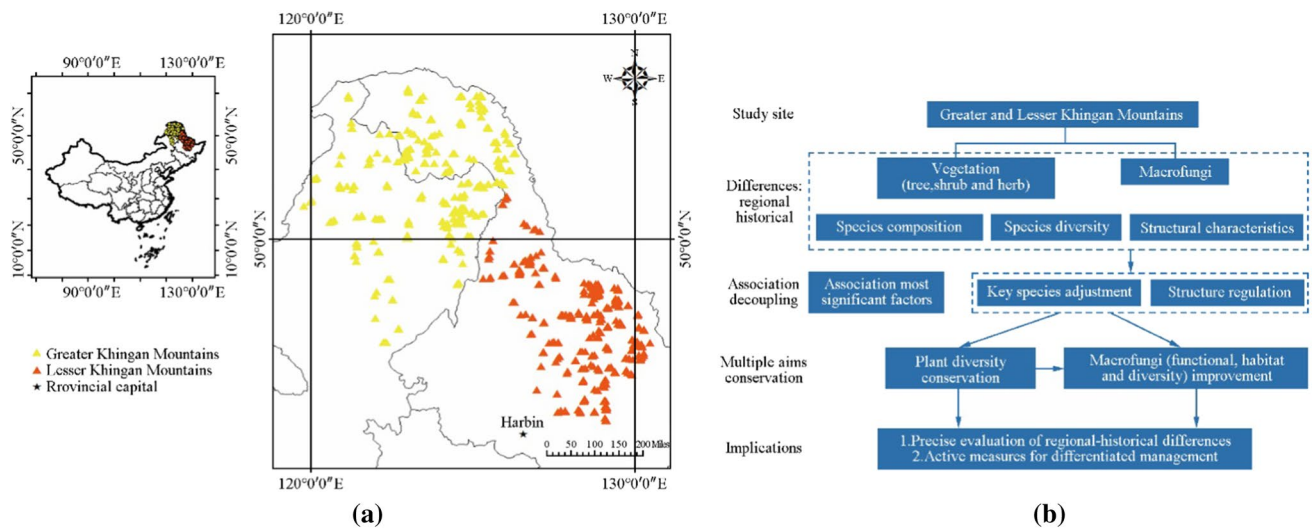 120°0'0"E
130°0'0"E
90°0'0"E
130°0'0"E
50°0'0"N
50°0'0"N
10°0'0"N
10°0'0"N
90°0'0"E
130°0'0"E
N
W
E
S
50°0'0"N
50°0'0"N
Greater Khingan Mountains
Lesser Khingan Mountains
Rrovincial capital
Harbin
0 25 50 100 150 200 Miles
120°0'0"E
130°0'0"E
(a)
Study site
Greater and Lesser Khingan Mountains
Differences:
regional
historical
Vegetation
(tree,shrub and herb)
Macrofungi
Species composition
Species diversity
Structural characteristics
Association
decoupling
Association most
significant factors
Key species adjustment
Structure regulation
Multiple aims
conservation
Plant diversity
conservation
Macrofungi (functional, habitat
and diversity) improvement
Implications
1.Precise evaluation of regional-historical differences
2.Active measures for differentiated management
(b)